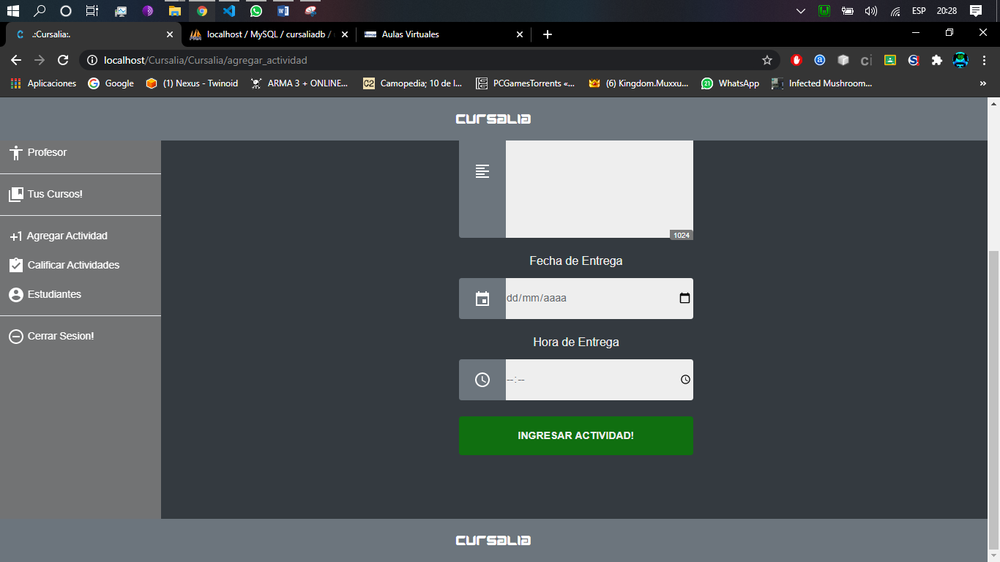 ESP 20:28
.:Cursalia:.
localhost / MySQL / cursaliadb /
Aulas Virtuales
localhost/Cursalia/Cursalia/agregar_actividad
Aplicaciones
Google
(1) Nexus - Twinoid
ARMA 3 + ONLINE...
Camopedia; 10 de l...
PCGamesTorrents «...
(6) Kingdom.Muxxu...
21
WhatsApp
Infected Mushroom...
»
CURSALIA
Profesor
Tus Cursos!
+1 Agregar Actividad
Calificar Actividades
Estudiantes
Cerrar Sesion!
1024
Fecha de Entrega
dd/mm/aaaa
Hora de Entrega
--:--
INGRESAR ACTIVIDAD!
CURSALIA